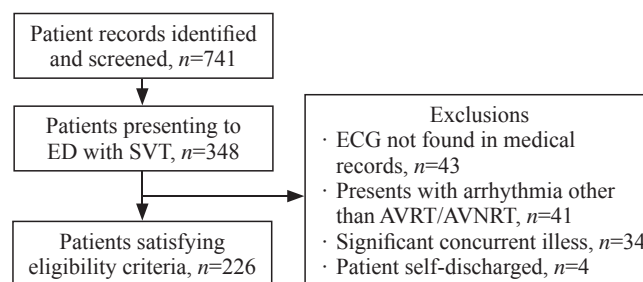 Patient records identified
and screened, n=741
Patients presenting to
ED with SVT, n=348
Exclusions
· ECG not found in medical
records, n=43
· Presents with arrhythmia other
than AVRT/AVNRT, n=41
· Significant concurrent illess, n=34
· Patient self-discharged, n=4
Patients satisfying
eligibility criteria, n=226